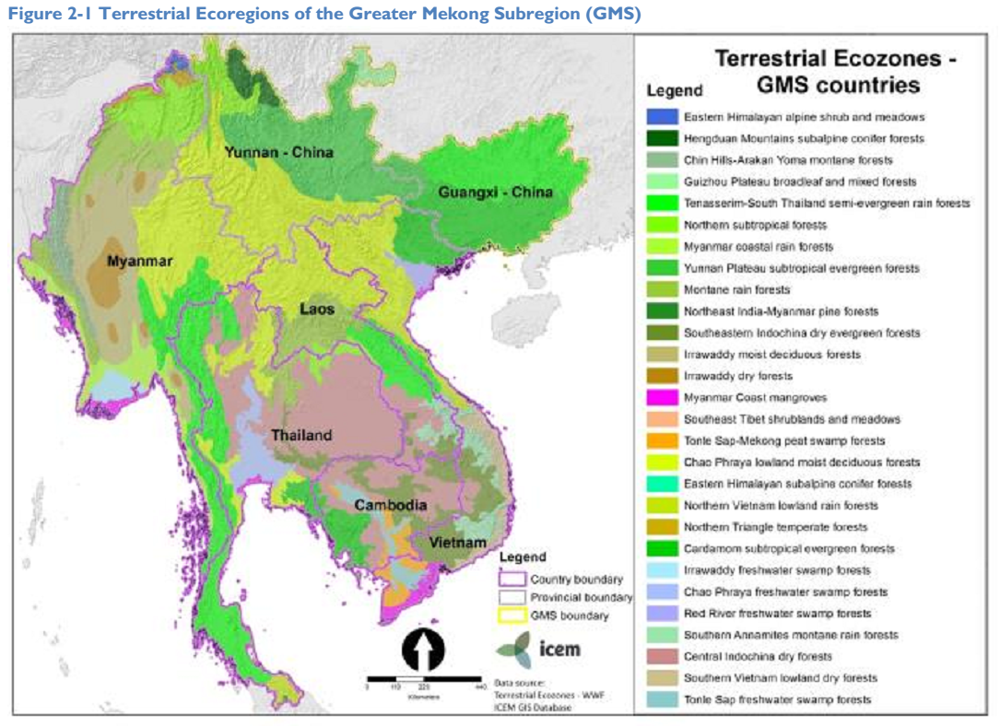 Figure 2-1 Terrestrial Ecoregions of the Greater Mekong Subregion (GMS)
Terrestrial Ecozones -
GMS countries
Legend
Eastern Himalayan alpine shrub and meadows
Hengduan Mountains subalpine conifer forests
Chin Hills-Arakan Yoma montane forests
Guizhou Plateau broadleaf and mixed forests
Tenasserim-South Thailand semi-evergreen rain forests
Northern subtropical forests
Myanmar coastal rain forests
Yunnan Plateau subtropical evergreen forests
Montane rain forests
Northeast India-Myanmar pine forests
Southeastern Indochina dry evergreen forests
Irrawaddy moist deciduous forests
Irrawaddy dry forests
Myanmar Coast mangroves
Southeast Tibet shrublands and meadows
Tonle Sap-Mekong peat swamp forests
Chao Phraya lowland moist deciduous forests
Eastern Himalayan subalpine conifer forests
Northern Vietnam lowland rain forests
Northern Triangle temperate forests
Cardamom subtropical evergreen forests
Irrawaddy freshwater swamp forests
Chao Phraya freshwater swamp forests
Red River freshwater swamp forests
Southern Annamites montane rain forests
Central Indochina dry forests
Southern Vietnam lowland dry forests
Tonle Sap freshwater swamp forests
Yunnan - China
Guangxi - China
Myanmar
Laos
Thailand
Cambodia
Vietnam
Legend
Country boundary
Provincial boundary
GMS boundary
icem
0 110 220 440
Kilometers
Data source:
Terrestrial Ecozones - WWF
ICEM GIS Database